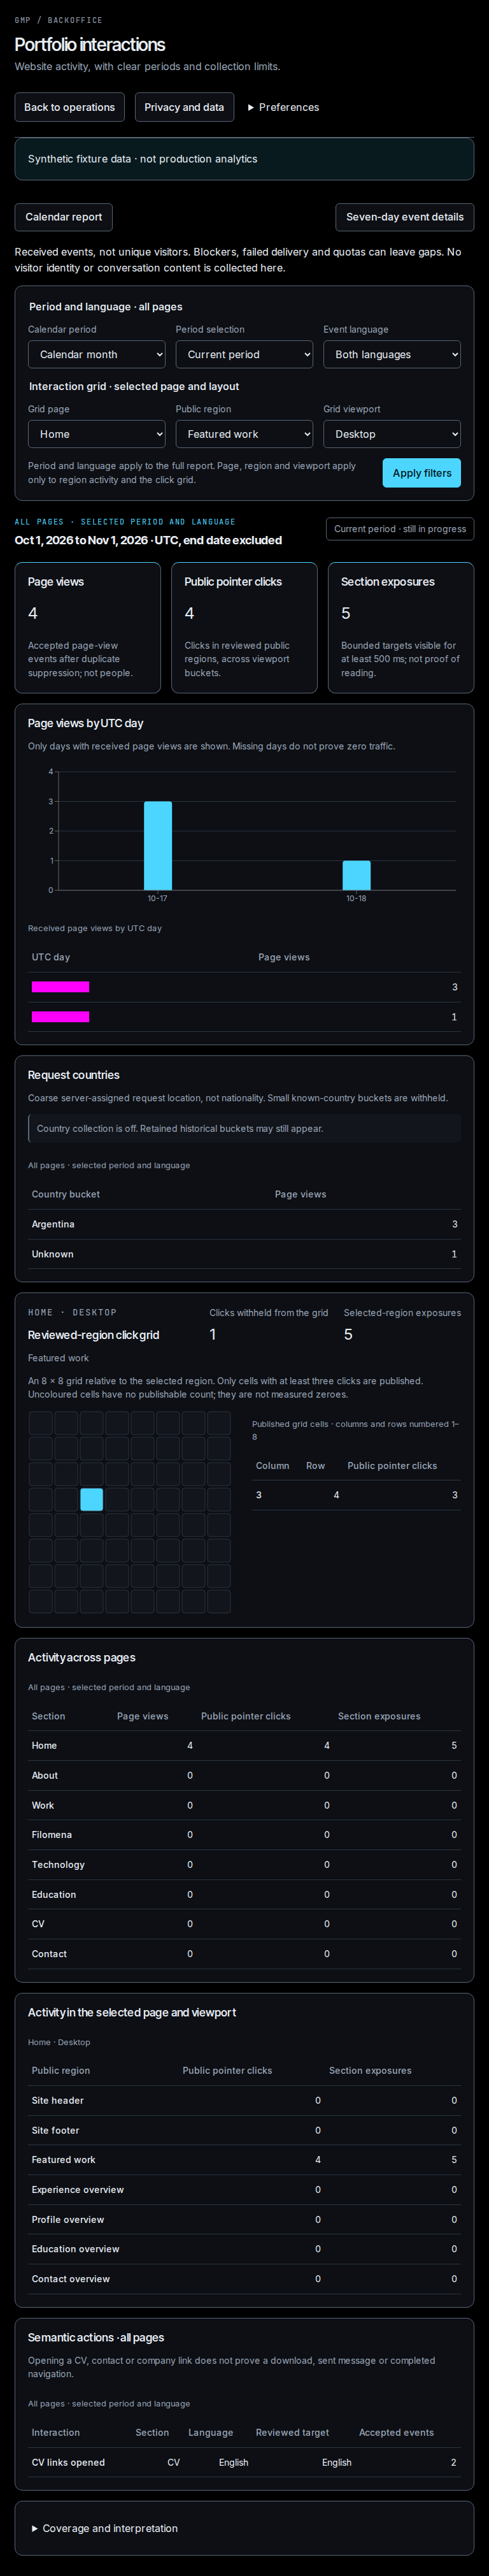 GMP / BACKOFFICE
Portfolio interactions
Website activity, with clear periods and collection limits.
Back to operations
Privacy and data
▶ Preferences
Synthetic fixture data · not production analytics
Calendar report
Seven-day event details
Received events, not unique visitors. Blockers, failed delivery and quotas can leave gaps. No
visitor identity or conversation content is collected here.
Period and language · all pages
Calendar period
Period selection
Event language
Calendar month
Current period
Both languages
Interaction grid · selected page and layout
Grid page
Public region
Grid viewport
Home
Featured work
Desktop
Period and language apply to the full report. Page, region and viewport apply
only to region activity and the click grid.
Apply filters
ALL PAGES · SELECTED PERIOD AND LANGUAGE
Oct 1, 2026 to Nov 1, 2026 · UTC, end date excluded
Current period · still in progress
Page views
4
Accepted page-view
events after duplicate
suppression; not people.
Public pointer clicks
4
Clicks in reviewed public
regions, across viewport
buckets.
Section exposures
5
Bounded targets visible for
at least 500 ms; not proof of
reading.
Page views by UTC day
Only days with received page views are shown. Missing days do not prove zero traffic.
4
3
2
1
0
10-17
10-18
Received page views by UTC day
UTC day Page views
3
1
Request countries
Coarse server-assigned request location, not nationality. Small known-country buckets are withheld.
Country collection is off. Retained historical buckets may still appear.
All pages · selected period and language
Country bucket Page views
Argentina 3
Unknown 1
HOME · DESKTOP
Reviewed-region click grid
Featured work
Clicks withheld from the grid
1
Selected-region exposures
5
An 8 × 8 grid relative to the selected region. Only cells with at least three clicks are published.
Uncoloured cells have no publishable count; they are not measured zeroes.
Published grid cells · columns and rows numbered 1–
8
Column Row Public pointer clicks
3 4 3
Activity across pages
All pages · selected period and language
Section Page views Public pointer clicks Section exposures
Home 4 4 5
About 0 0 0
Work 0 0 0
Filomena 0 0 0
Technology 0 0 0
Education 0 0 0
CV 0 0 0
Contact 0 0 0
Activity in the selected page and viewport
Home · Desktop
Public region Public pointer clicks Section exposures
Site header 0 0
Site footer 0 0
Featured work 4 5
Experience overview 0 0
Profile overview 0 0
Education overview 0 0
Contact overview 0 0
Semantic actions · all pages
Opening a CV, contact or company link does not prove a download, sent message or completed
navigation.
All pages · selected period and language
Interaction Section Language Reviewed target Accepted events
CV links opened CV English English 2
▶ Coverage and interpretation